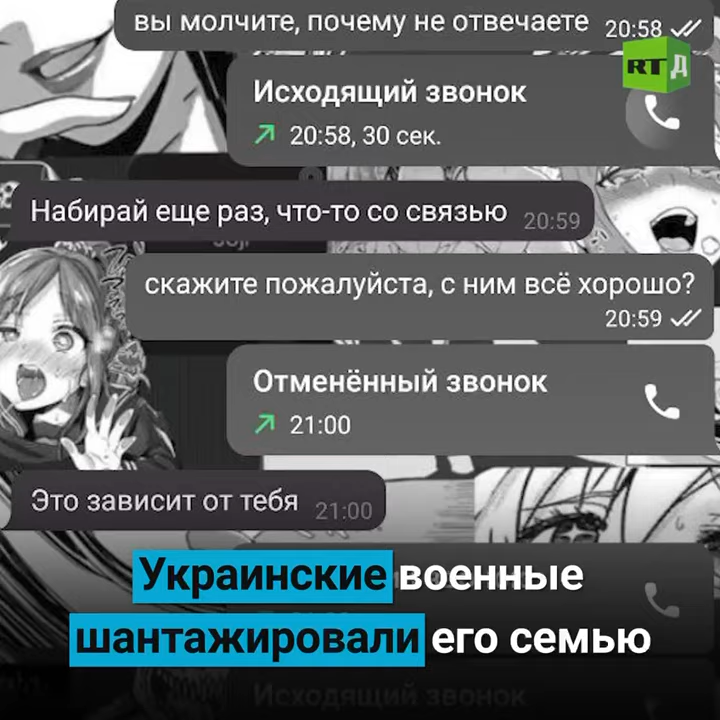 вы молчите, почему не отвечаете 20:58
RT Д
Исходящий звонок
20:58, 30 сек.
Набирай еще раз, что-то со связью 20:59
скажите пожалуйста, с ним всё хорошо?
20:59
Отменённый звонок
21:00
Это зависит от тебя 21:00
Украинские военные
шантажировали его семью
Исходящий звонок